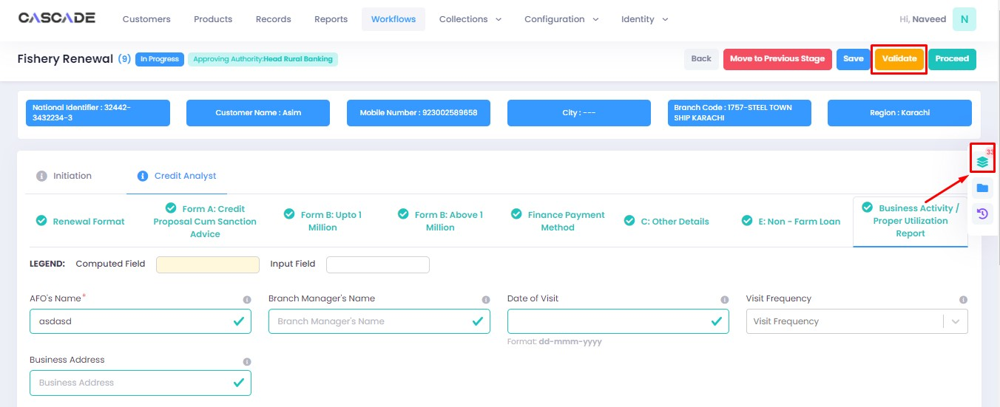 CASCADE
Customers Products Records Reports Workflows Collections Configuration Identity Hi, Naveed N
Fishery Renewal (9) In Progress Approving Authority:Head Rural Banking Back Move to Previous Stage Save Validate Proceed
National Identifier : 32442-
3432234-3
Customer Name : Asim
Mobile Number : 923002589658
City : ---
Branch Code : 1757-STEEL TOWN
SHIP KARACHI
Region : Karachi
33
Initiation Credit Analyst
Renewal Format
Form A: Credit
Proposal Cum Sanction
Advice
Form B: Upto 1
Million
Form B: Above 1
Million
Finance Payment
Method
C: Other Details
E: Non - Farm Loan
Business Activity /
Proper Utilization
Report
LEGEND: Computed Field Input Field
AFO's Name* Branch Manager's Name Date of Visit Visit Frequency
asdasd Branch Manager's Name Visit Frequency
Format: dd-mmm-yyyy
Business Address
Business Address